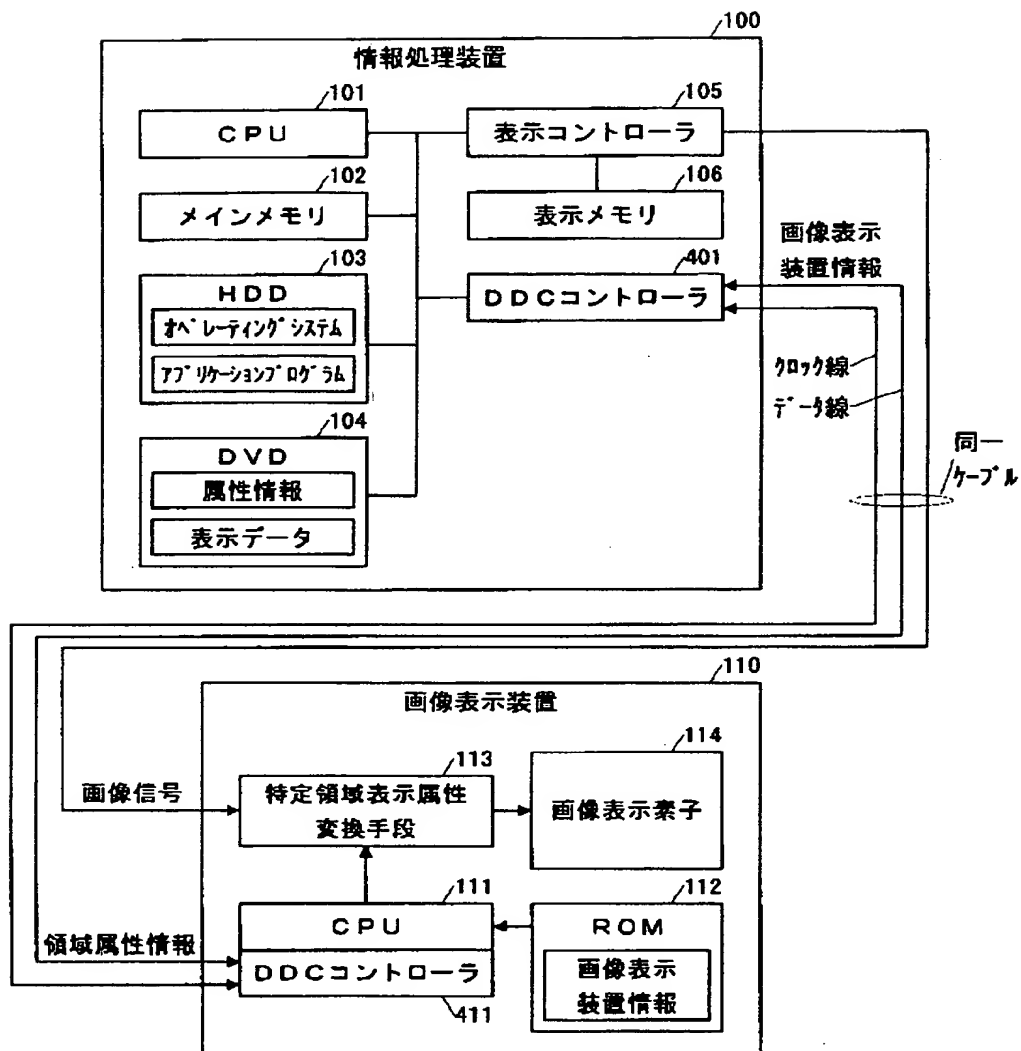 100
情報処理装置
101
CPU
105
表示コントローラ
102
メインメモリ
106
表示メモリ
画像表示
装置情報
103
HDD
オペレーティングシステム
アプリケーションプログラム
401
DDCコントローラ
クロック線
データ線
同一
ケーブル
104
DVD
属性情報
表示データ
110
画像表示装置
画像信号
113
特定領域表示属性
変換手段
114
画像表示素子
111
CPU
DDCコントローラ
411
領域属性情報
112
ROM
画像表示
装置情報